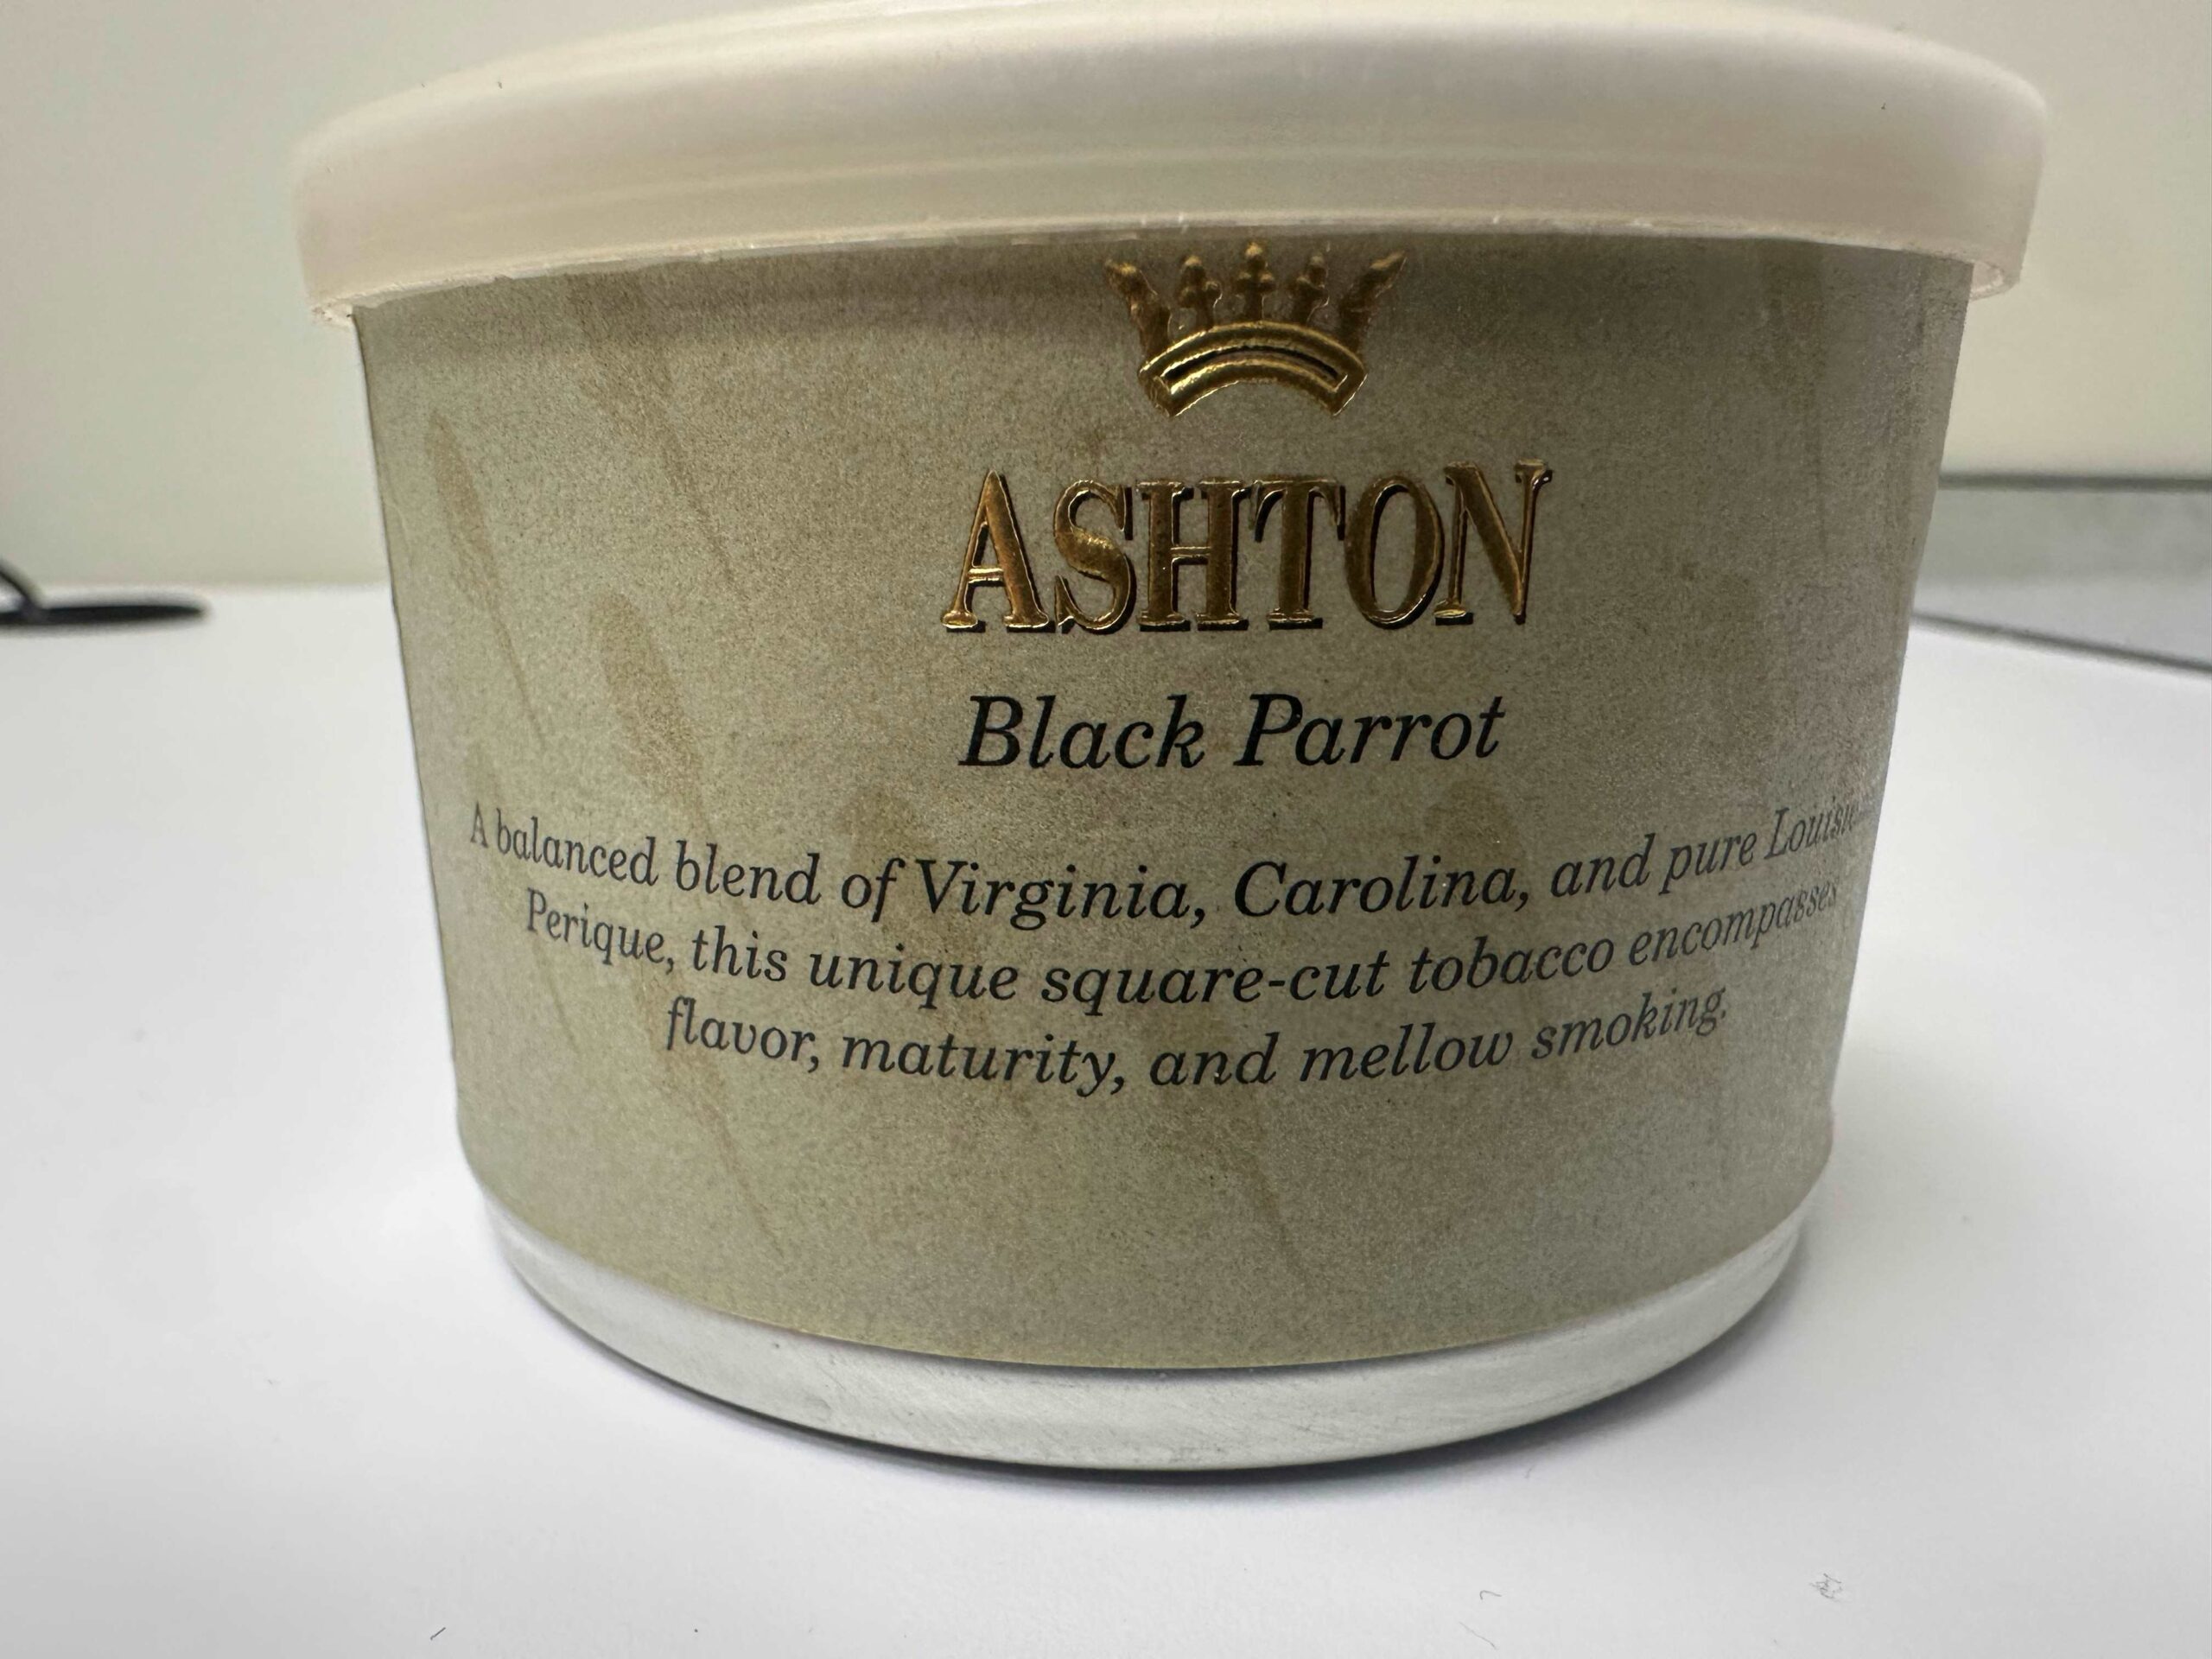 ASHTON
Black Parrot
A balanced blend of Virginia, Carolina, and pure
Perique, this unique square-cut tobacco encompasses
flavor, maturity, and mellow smoking.